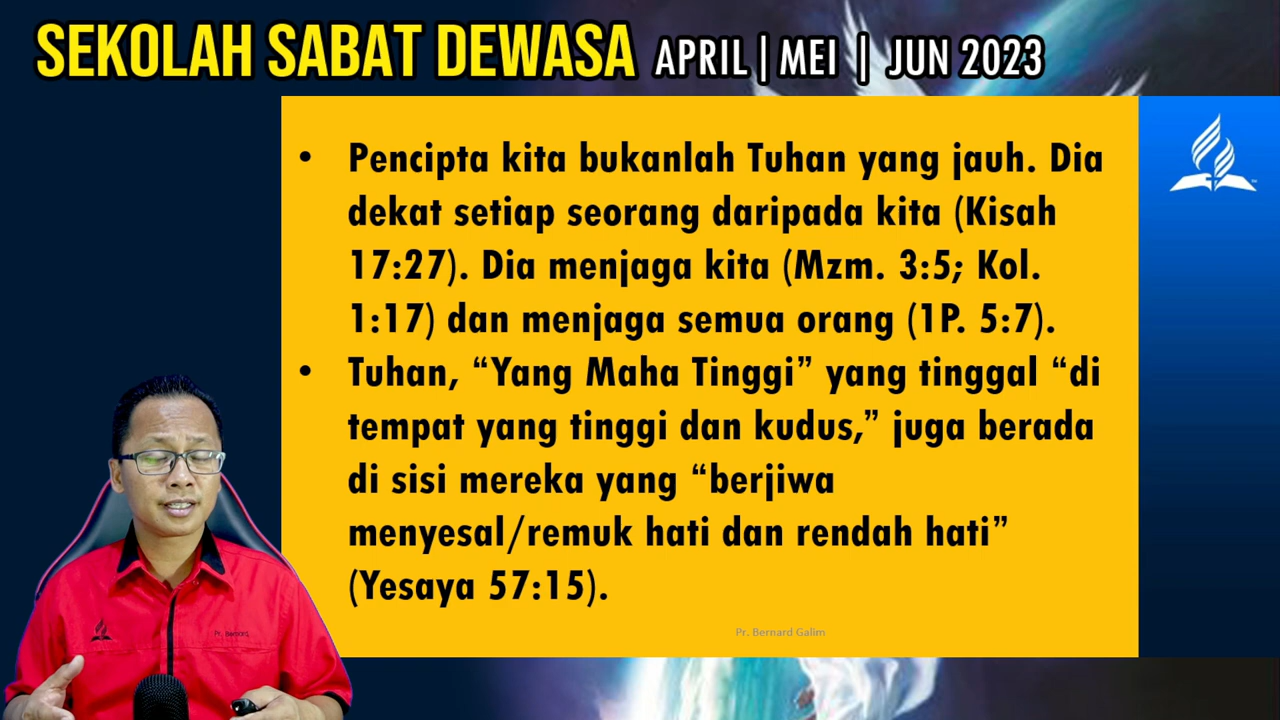 SEKOLAH SABAT DEWASA APRIL | MEI | JUN 2023
• Pencipta kita bukanlah Tuhan yang jauh. Dia
dekat setiap seorang daripada kita (Kisah
17:27). Dia menjaga kita (Mzm. 3:5; Kol.
1:17) dan menjaga semua orang (1P. 5:7).
• Tuhan, “Yang Maha Tinggi” yang tinggal “di
tempat yang tinggi dan kudus,” juga berada
di sisi mereka yang “berjiwa
menyesal/remuk hati dan rendah hati”
(Yesaya 57:15).
Pr. Bernard Galim
Pr. Bernard